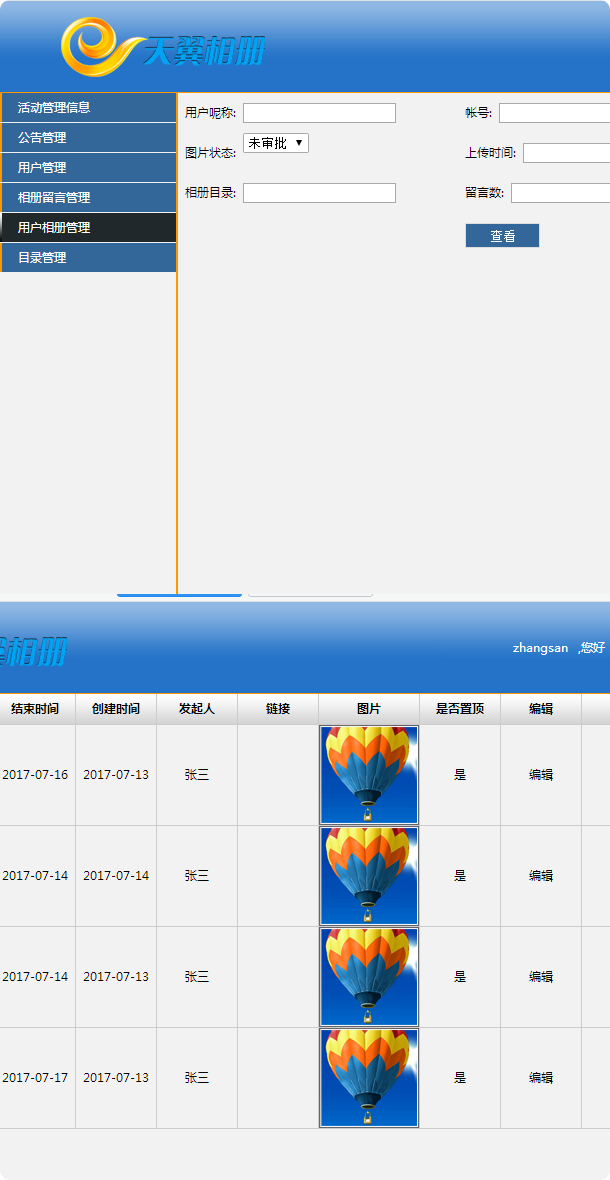 天翼相册
活动管理信息
公告管理
用户管理
相册留言管理
用户相册管理
目录管理
用户昵称: 帐号:
图片状态: 未审批 上传时间:
相册目录: 留言数:
查看
相册
zhangsan ,您好
结束时间 创建时间 发起人 链接 图片 是否置顶 编辑
2017-07-16 2017-07-13 张三 是 编辑
2017-07-14 2017-07-14 张三 是 编辑
2017-07-14 2017-07-13 张三 是 编辑
2017-07-17 2017-07-13 张三 是 编辑